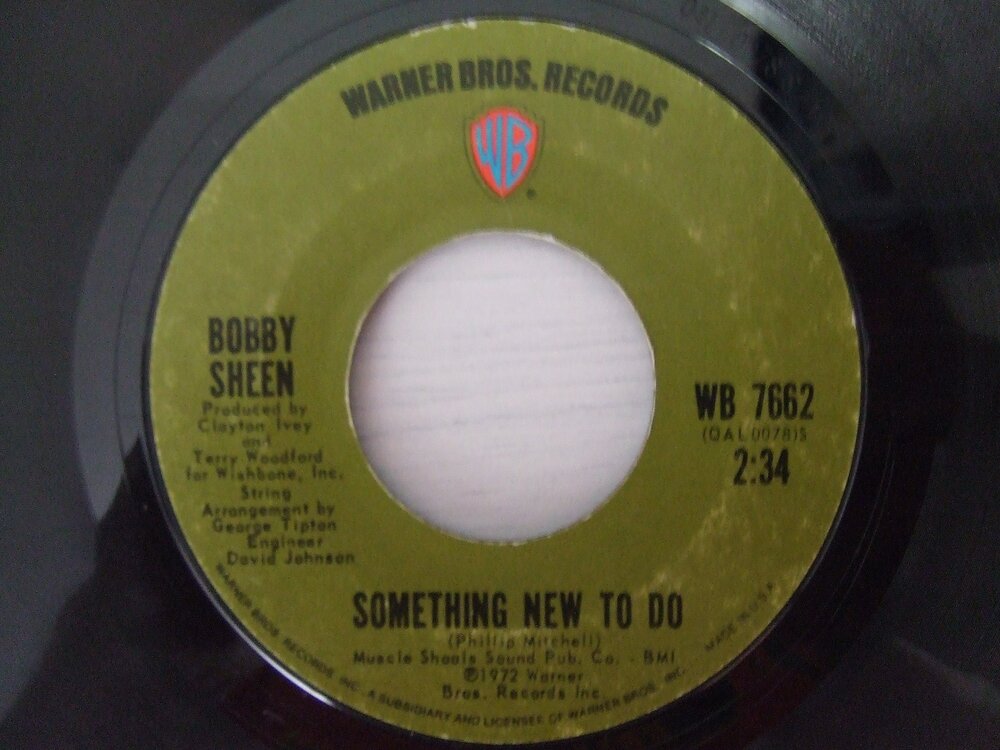 WARNER BROS. RECORDS
WB
BOBBY
SHEEN
Produced by
Clayton Ivey
and
Terry Woodford
for Wishbone, Inc.
String
Arrangement by
George Tipton
Engineer
David Johnson
WB 7662
(OAL 0078)S
2:34
SOMETHING NEW TO DO
(Phillip Mitchell)
Muscle Shoals Sound Pub. Co. - BMI
©1972 Warner
Bros. Records Inc.
WARNER BROS. RECORDS INC. - A SUBSIDIARY AND LICENSEE OF WARNER BROS. INC. MADE IN U.S.A.